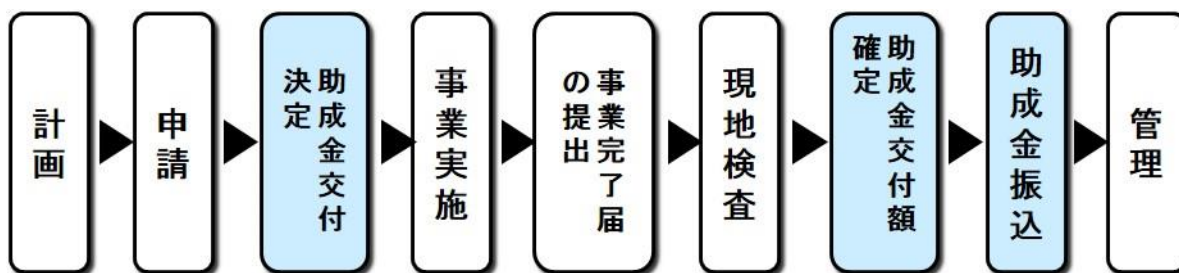 計画
申請
助成金交付
決定
事業実施
事業完了届
の提出
現地検査
助成金交付額
確定
助成金振込
管理